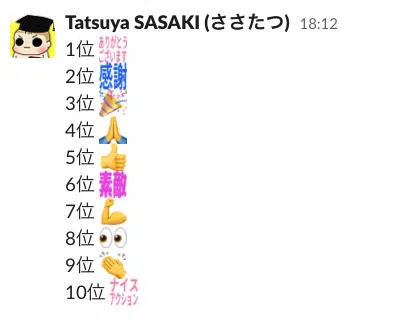 Tatsuya SASAKI (ささたつ) 18:12
1位 ありがとう
ございます
2位 感謝
3位 🎉
4位 🙏
5位 👍
6位 素敵
7位 💪
8位 👀
9位 👏
10位 ナイス
アクション